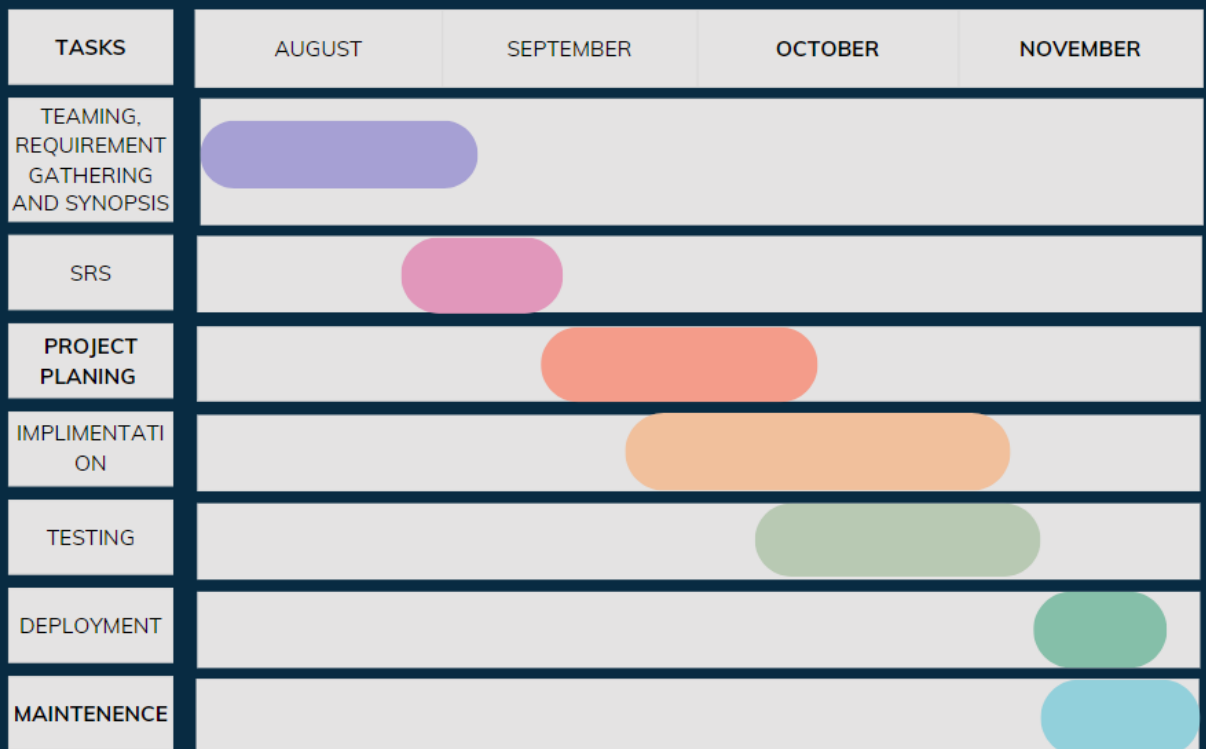 TASKS
AUGUST
SEPTEMBER
OCTOBER
NOVEMBER
TEAMING,
REQUIREMENT
GATHERING
AND SYNOPSIS
SRS
PROJECT
PLANING
IMPLIMENTATI
ON
TESTING
DEPLOYMENT
MAINTENENCE